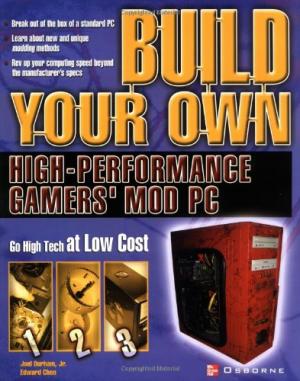 • Break out of the box of a standard PC
• Learn about new and unique
modding methods
• Rev up your computing speed beyond
the manufacturer's specs
BUILD
YOUR OWN
HIGH-PERFORMANCE
GAMERS' MOD PC
Go High Tech at Low Cost
1 2 3
Joel Durham, Jr.
Edward Chen
OSBORNE